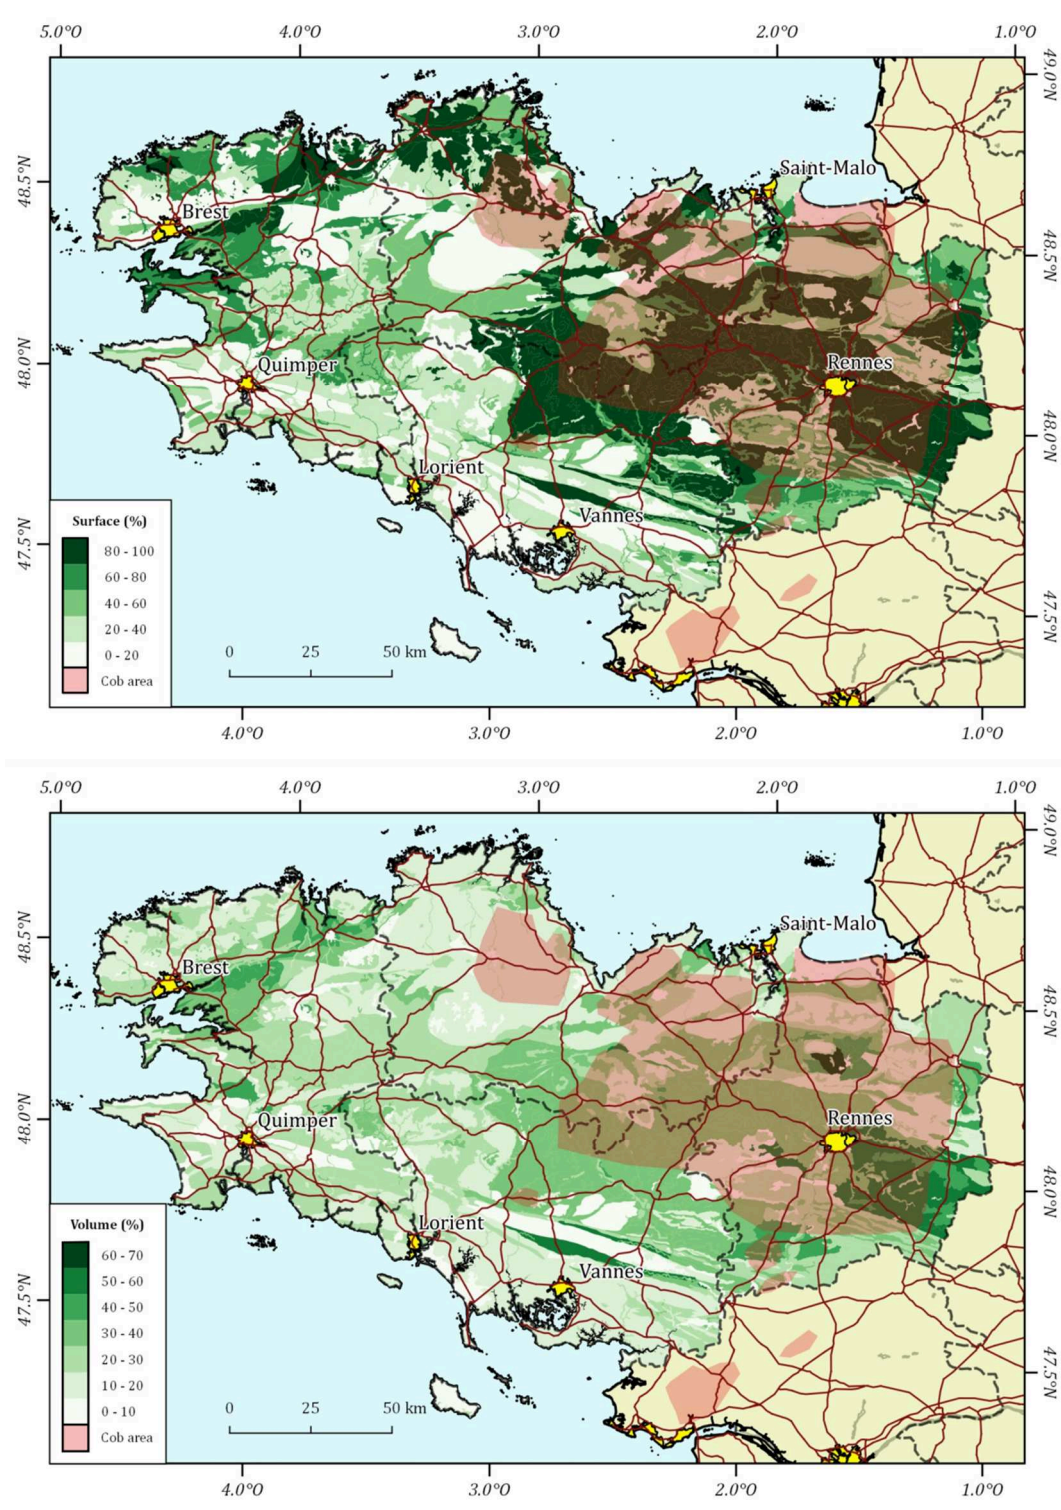 5.0°O 4.0°O 3.0°O 2.0°O 1.0°O
49.0°N
48.5°N
Saint-Malo
Brest
48.5°N
48.0°N
Quimper
Rennes
48.0°N
Lorient
Vannes
47.5°N
47.5°N
Surface (%)
80 - 100
60 - 80
40 - 60
20 - 40
0 - 20
Cob area
0 25 50 km
4.0°O 3.0°O 2.0°O 1.0°O
5.0°O 4.0°O 3.0°O 2.0°O 1.0°O
49.0°N
48.5°N
Saint-Malo
Brest
48.5°N
48.0°N
Quimper
Rennes
48.0°N
Lorient
Vannes
47.5°N
47.5°N
Volume (%)
60 - 70
50 - 60
40 - 50
30 - 40
20 - 30
10 - 20
0 - 10
Cob area
0 25 50 km
4.0°O 3.0°O 2.0°O 1.0°O